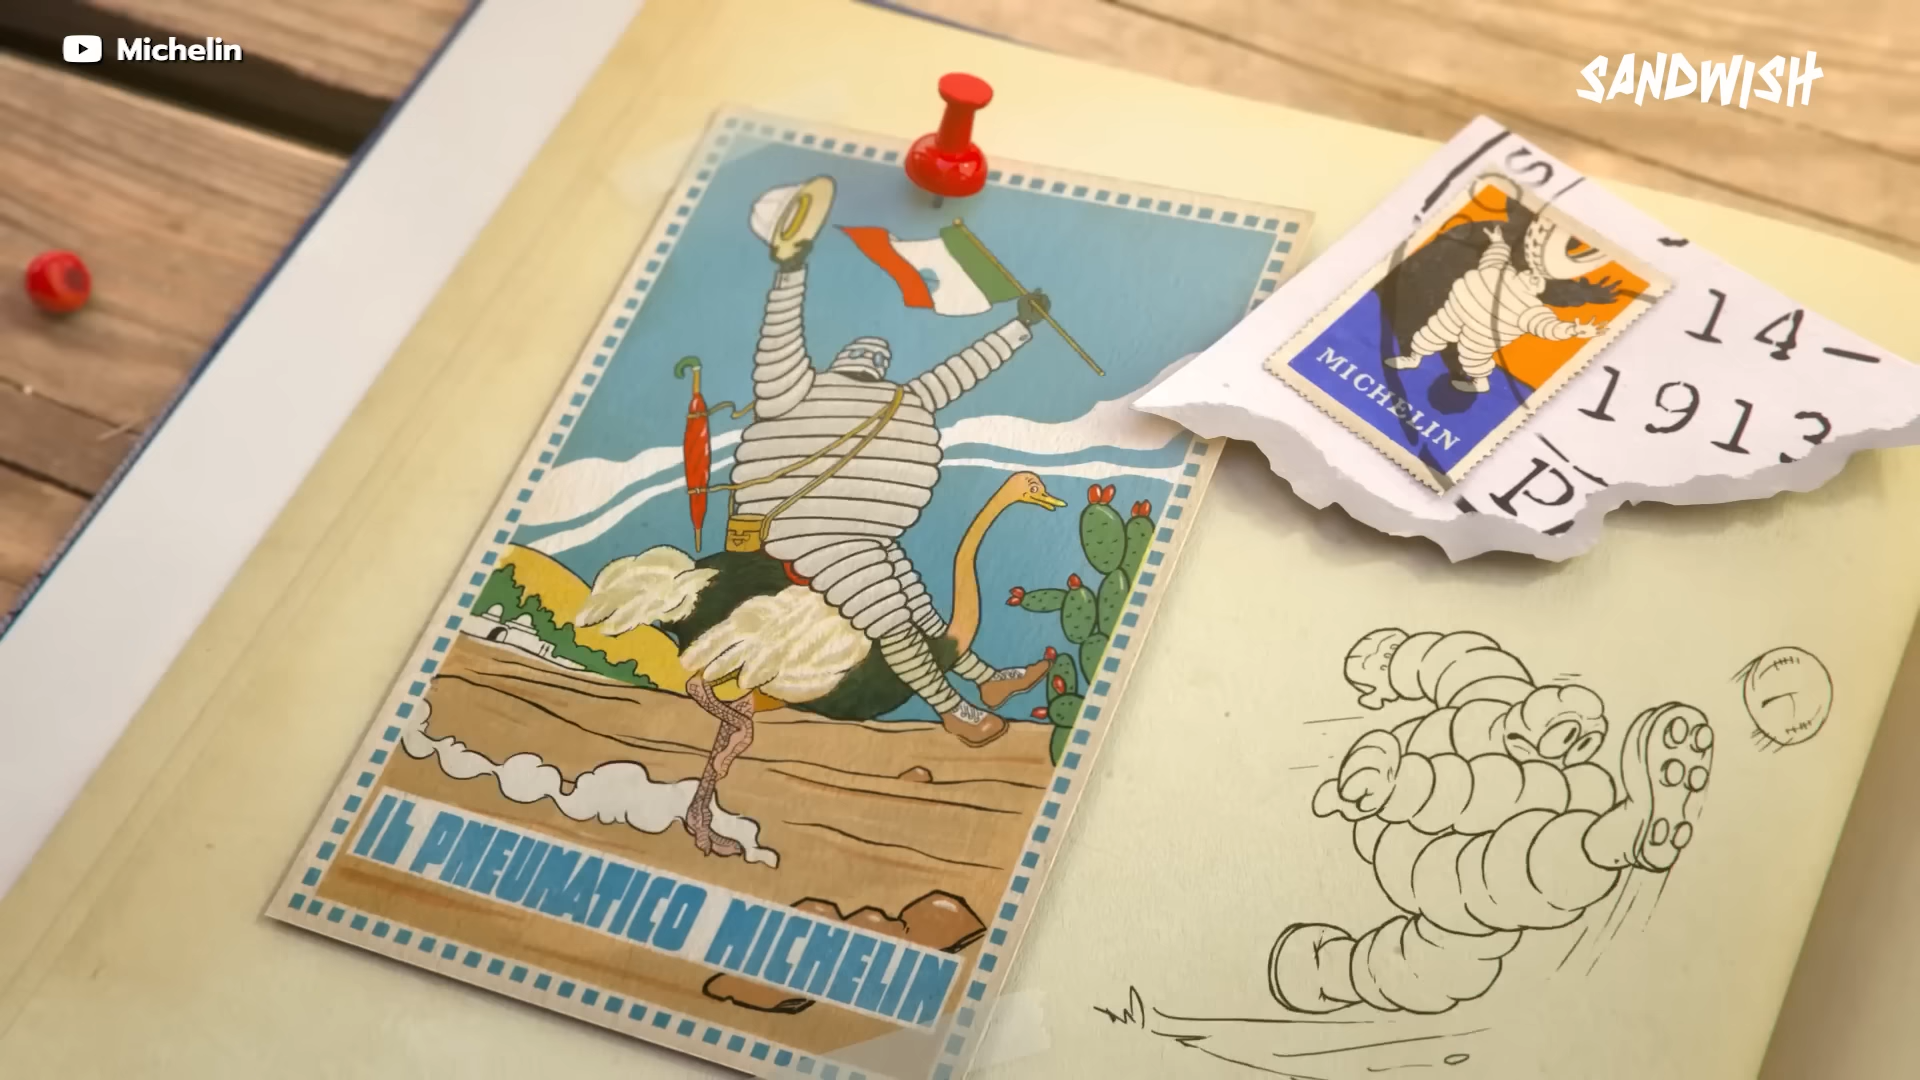 Michelin
SANDWISH
S/
14-
1913
P
MICHELIN
IL PNEUMATICO MICHELIN